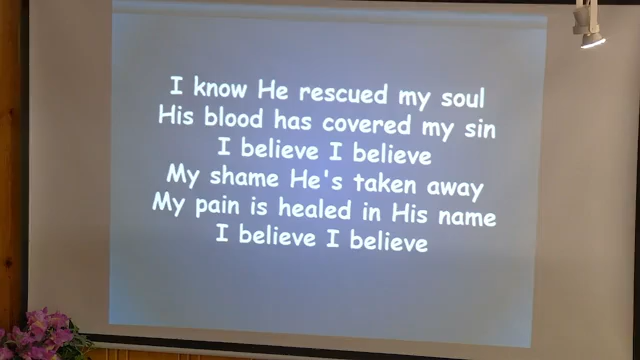 I know He rescued my soul
His blood has covered my sin
I believe I believe
My shame He's taken away
My pain is healed in His name
I believe I believe